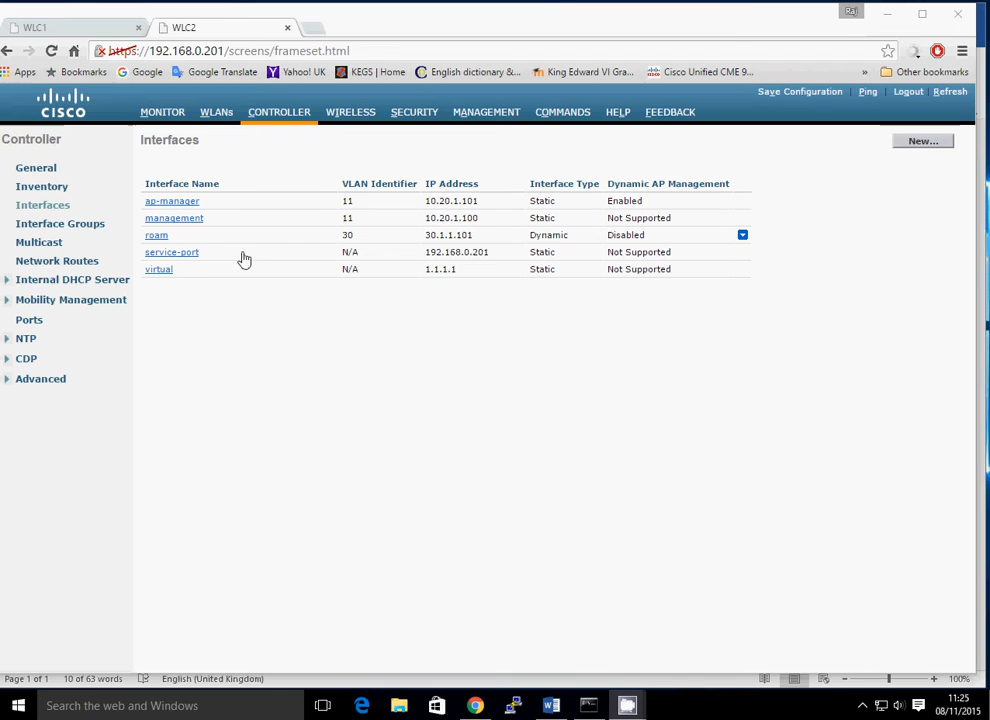 Raj
WLC1
WLC2
https://192.168.0.201/screens/frameset.html
Apps
Bookmarks
Google
Google Translate
Yahoo! UK
KEGS | Home
English dictionary &...
King Edward VI Gra...
Cisco Unified CME 9...
»
Other bookmarks
Save Configuration | Ping | Logout | Refresh
CISCO
MONITOR WLANs CONTROLLER WIRELESS SECURITY MANAGEMENT COMMANDS HELP FEEDBACK
Controller
General
Inventory
Interfaces
Interface Groups
Multicast
Network Routes
Internal DHCP Server
Mobility Management
Ports
NTP
CDP
Advanced
Interfaces
New...
Interface Name VLAN Identifier IP Address Interface Type Dynamic AP Management
ap-manager 11 10.20.1.101 Static Enabled
management 11 10.20.1.100 Static Not Supported
roam 30 30.1.1.101 Dynamic Disabled
service-port N/A 192.168.0.201 Static Not Supported
virtual N/A 1.1.1.1 Static Not Supported
Page 1 of 1 10 of 63 words English (United Kingdom) 100%
Search the web and Windows
11:25
08/11/2015